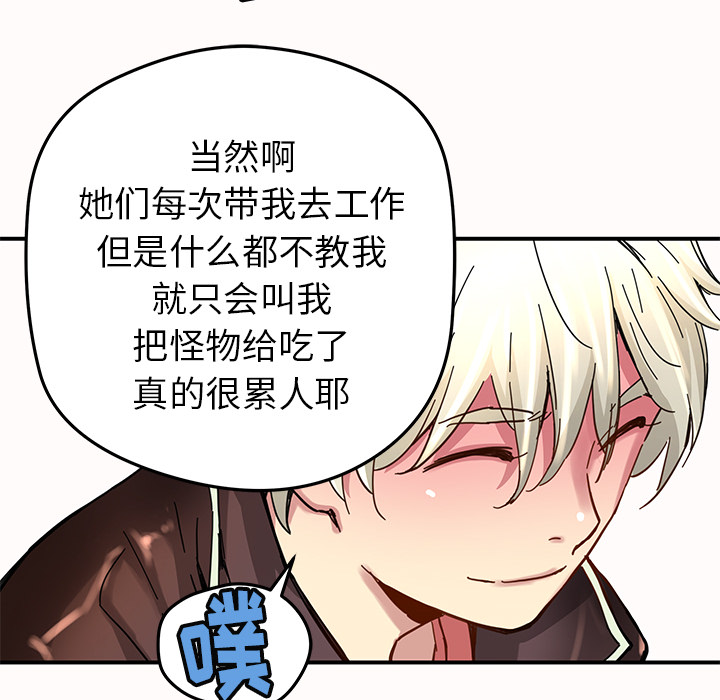 当然啊
她们每次带我去工作
但是什么都不教我
就只会叫我
把怪物给吃了
真的很累人耶
噗